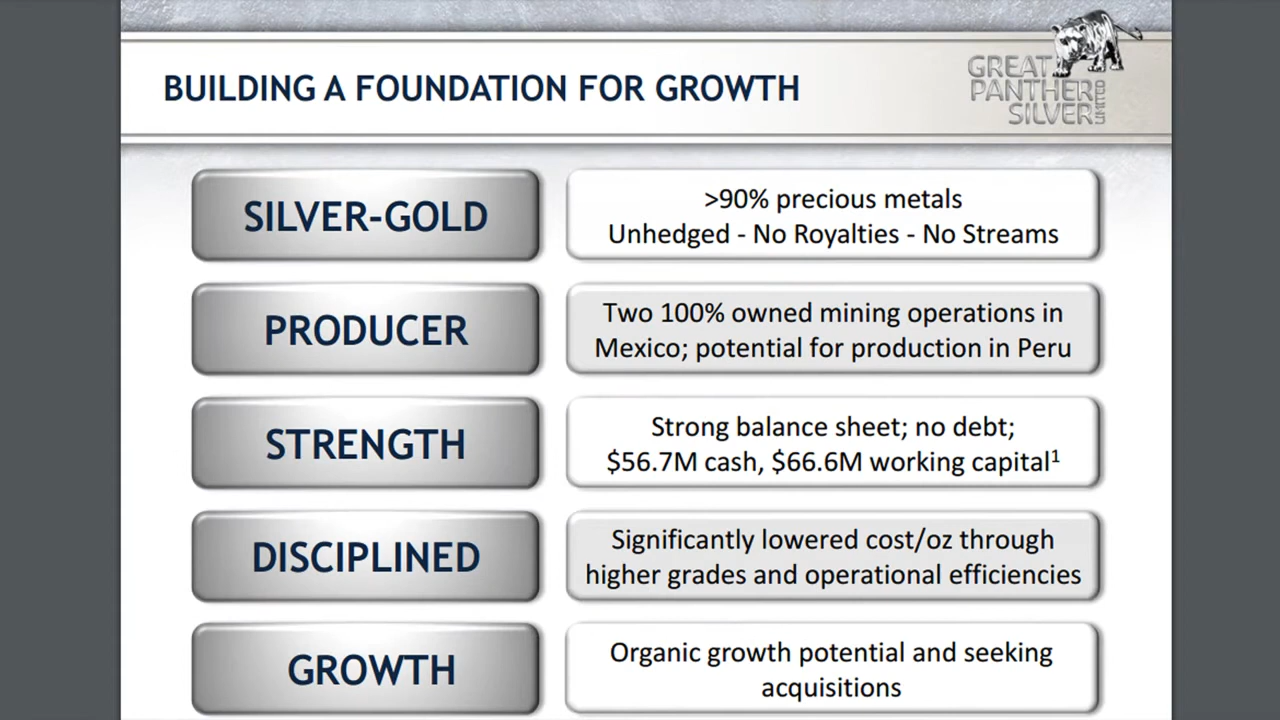 BUILDING A FOUNDATION FOR GROWTH
GREAT
PANTHER
SILVER
LIMITED
SILVER-GOLD
>90% precious metals
Unhedged - No Royalties - No Streams
PRODUCER
Two 100% owned mining operations in
Mexico; potential for production in Peru
STRENGTH
Strong balance sheet; no debt;
$56.7M cash, $66.6M working capital¹
DISCIPLINED
Significantly lowered cost/oz through
higher grades and operational efficiencies
GROWTH
Organic growth potential and seeking
acquisitions